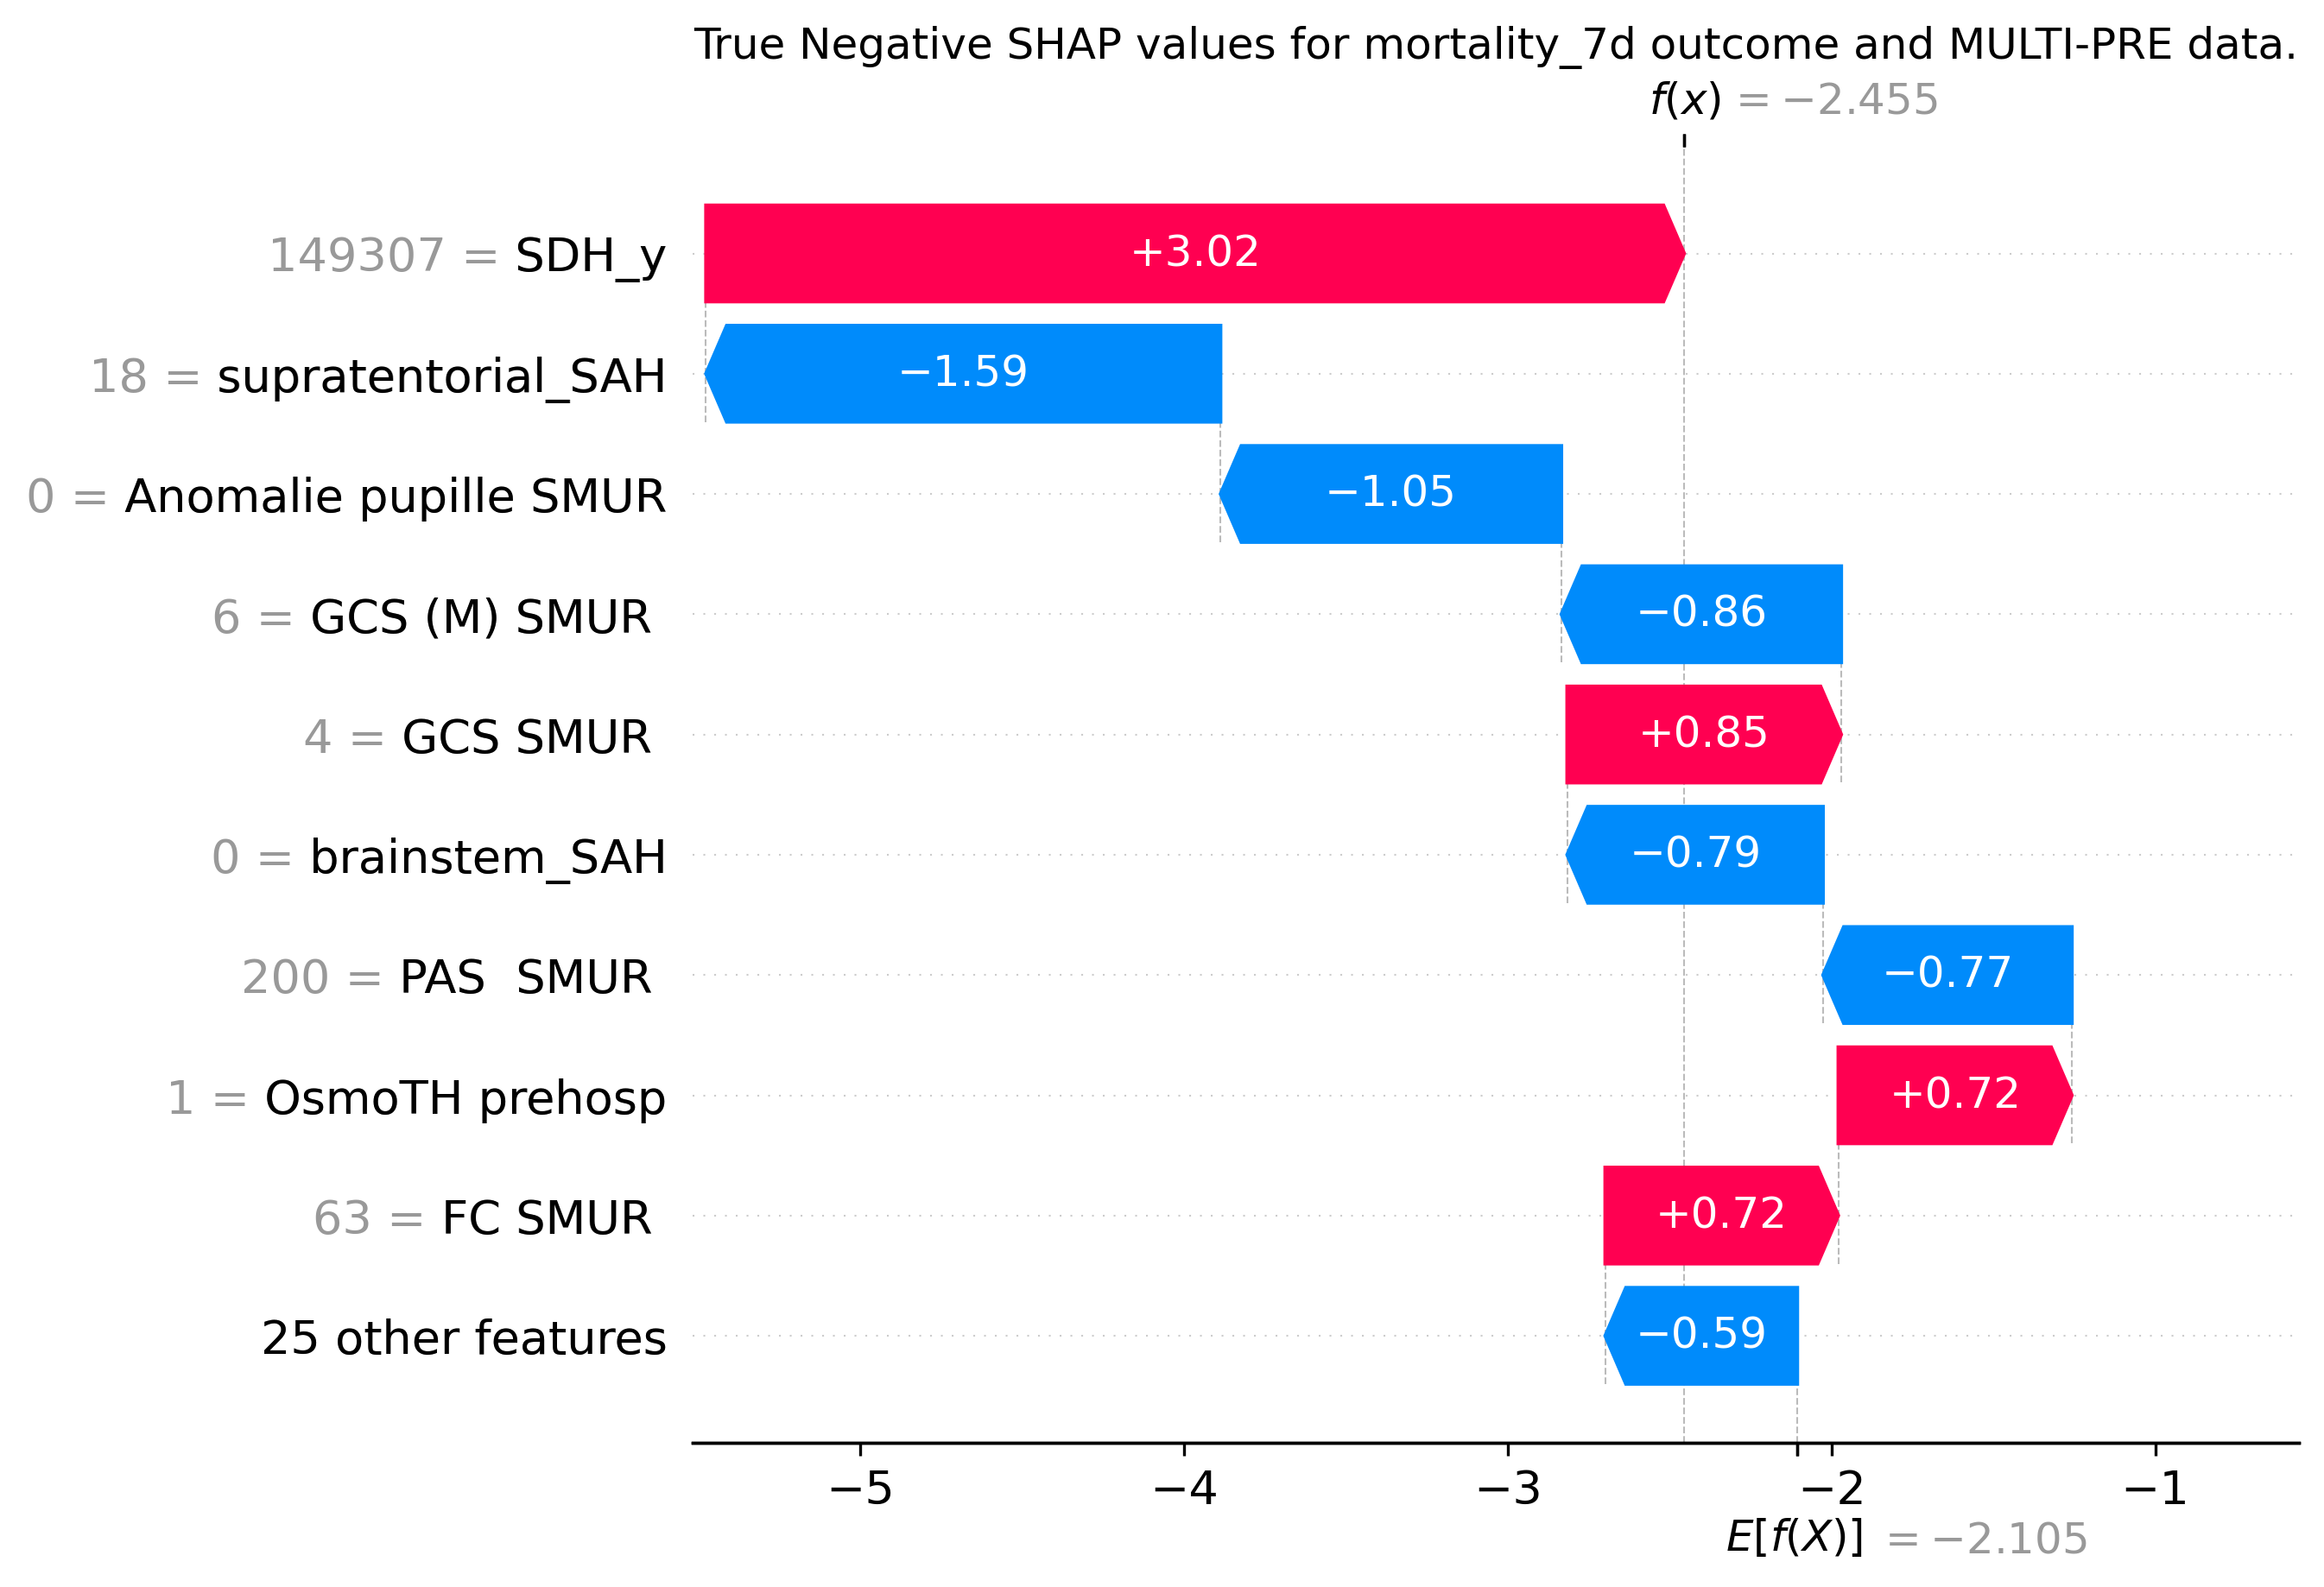 True Negative SHAP values for mortality_7d outcome and MULTI-PRE data.
f(x) = −2.455
149307 = SDH_y
+3.02
18 = supratentorial_SAH
−1.59
0 = Anomalie pupille SMUR
−1.05
6 = GCS (M) SMUR
−0.86
4 = GCS SMUR
+0.85
0 = brainstem_SAH
−0.79
200 = PAS  SMUR
−0.77
1 = OsmoTH prehosp
+0.72
63 = FC SMUR
+0.72
25 other features
−0.59
−5 −4 −3 −2 −1
E[f(X)] = −2.105